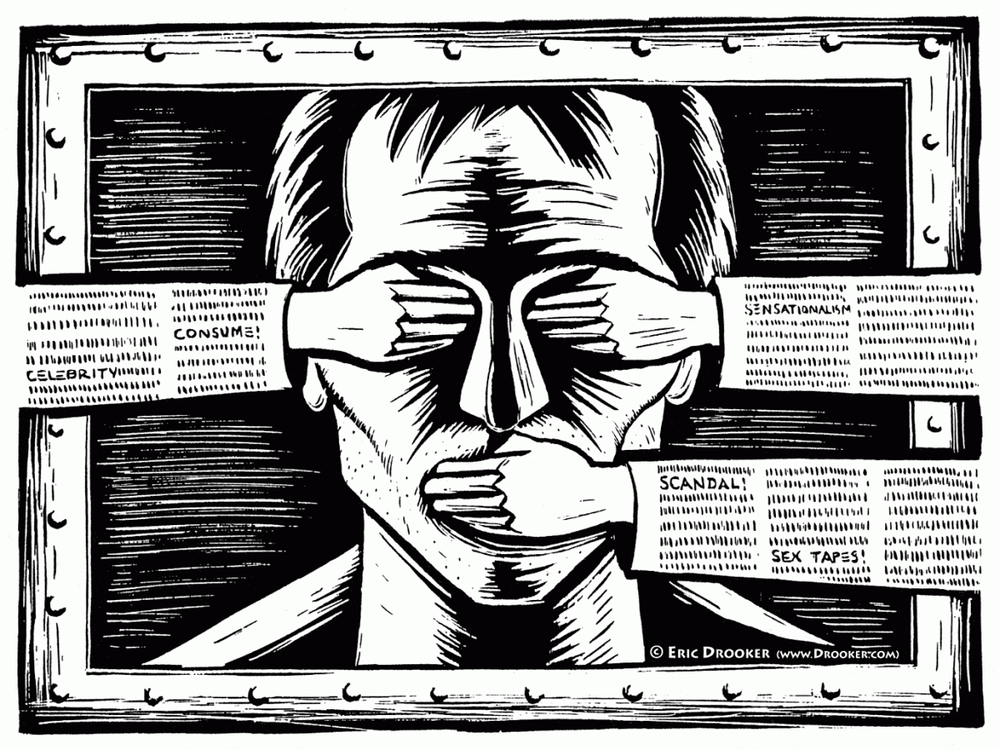 CONSUME!
CELEBRITY
SENSATIONALISM
SCANDAL!
SEX TAPES!
© ERIC DROOKER (WWW.DROOKER.COM)